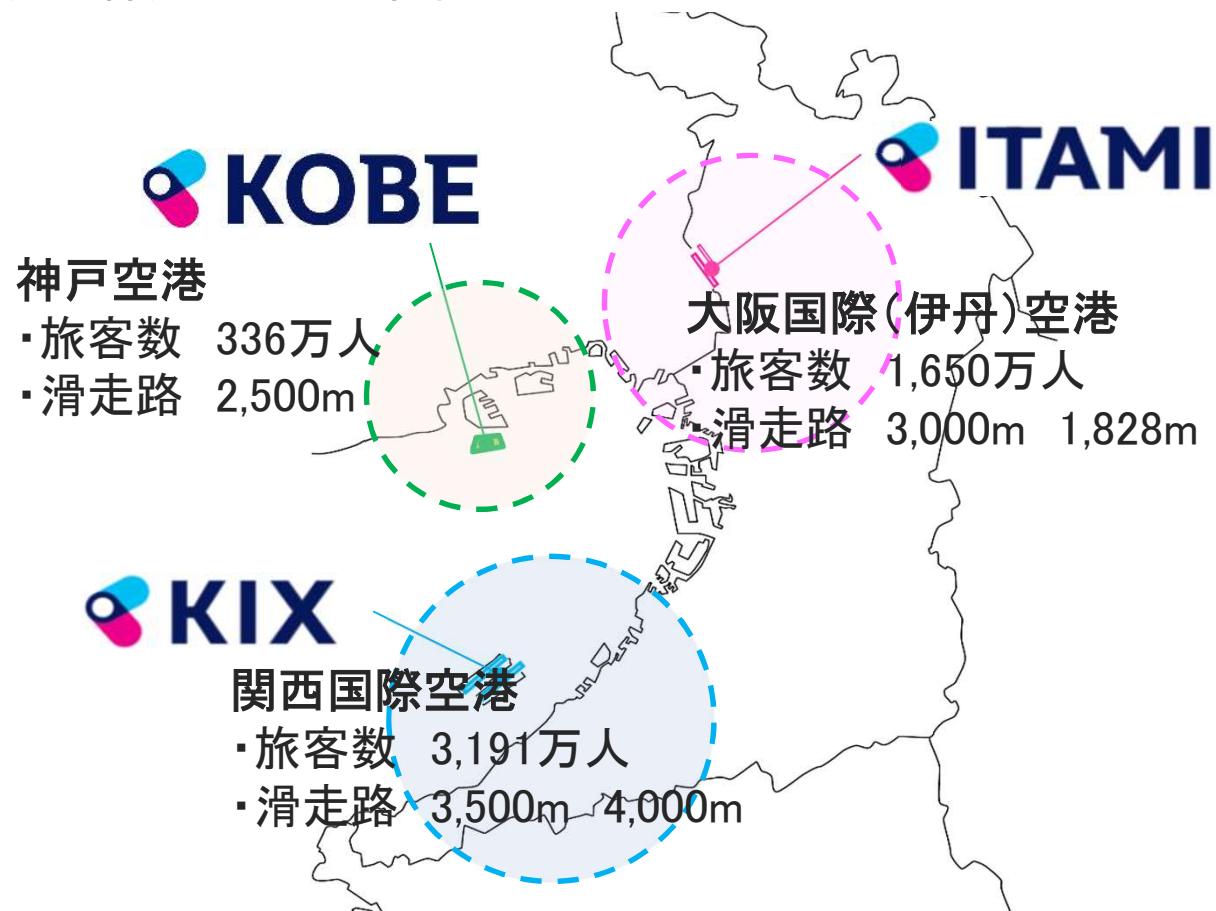 KOBE
神戸空港
・旅客数 336万人
・滑走路 2,500m
ITAMI
大阪国際(伊丹)空港
・旅客数 1,650万人
・滑走路 3,000m 1,828m
KIX
関西国際空港
・旅客数 3,191万人
・滑走路 3,500m 4,000m